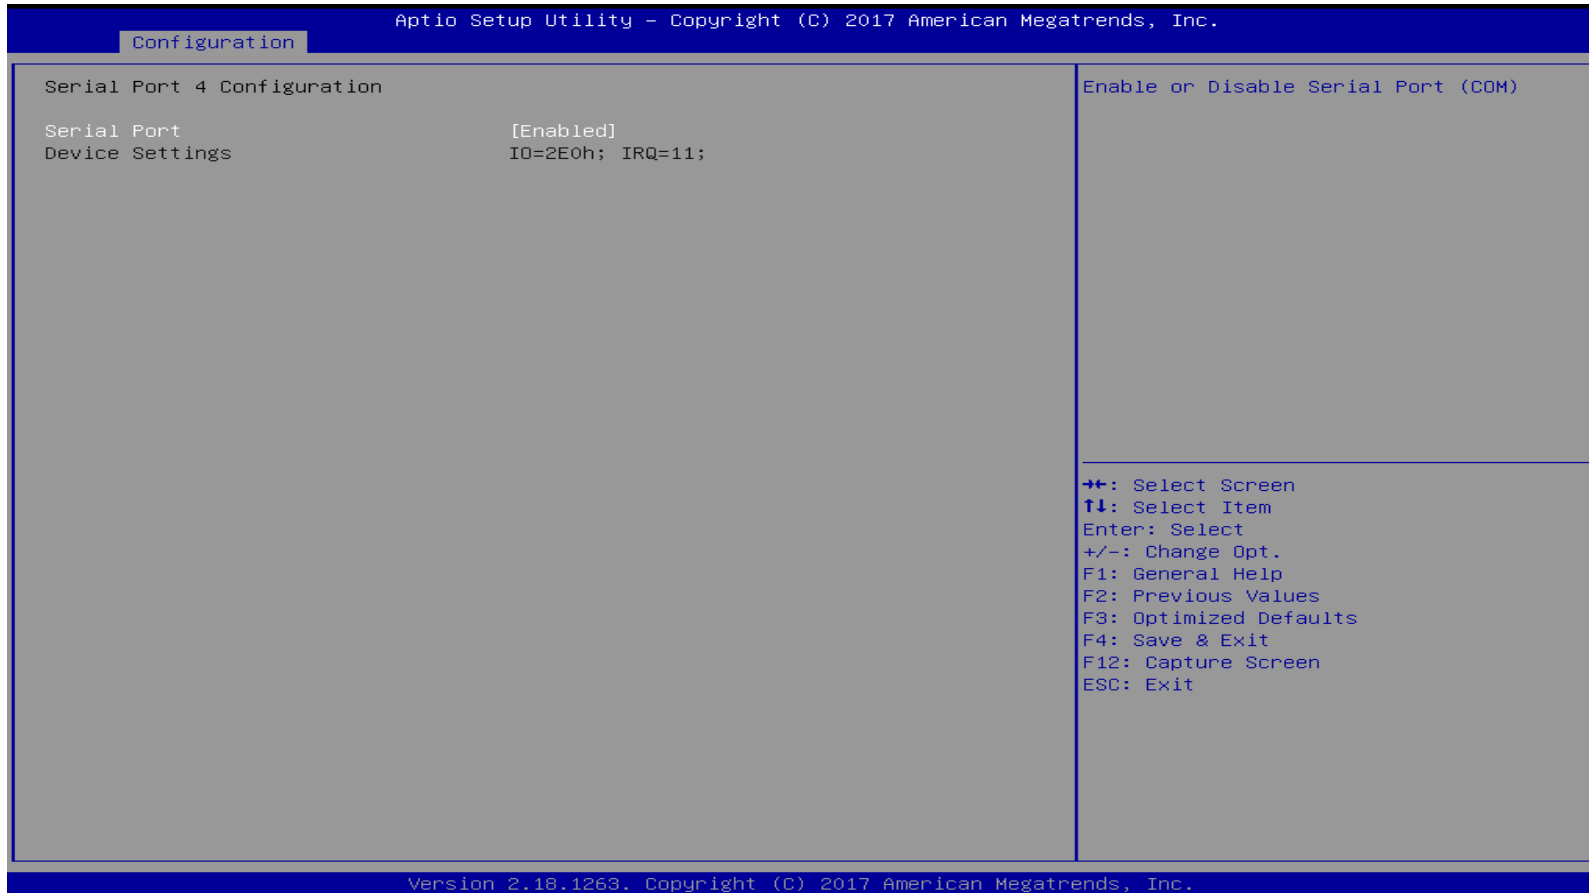 Aptio Setup Utility – Copyright (C) 2017 American Megatrends, Inc.
Configuration
Serial Port 4 Configuration
Serial Port [Enabled]
Device Settings IO=2E0h; IRQ=11;
Enable or Disable Serial Port (COM)
→←: Select Screen
↑↓: Select Item
Enter: Select
+/-: Change Opt.
F1: General Help
F2: Previous Values
F3: Optimized Defaults
F4: Save & Exit
F12: Capture Screen
ESC: Exit
Version 2.18.1263. Copyright (C) 2017 American Megatrends, Inc.